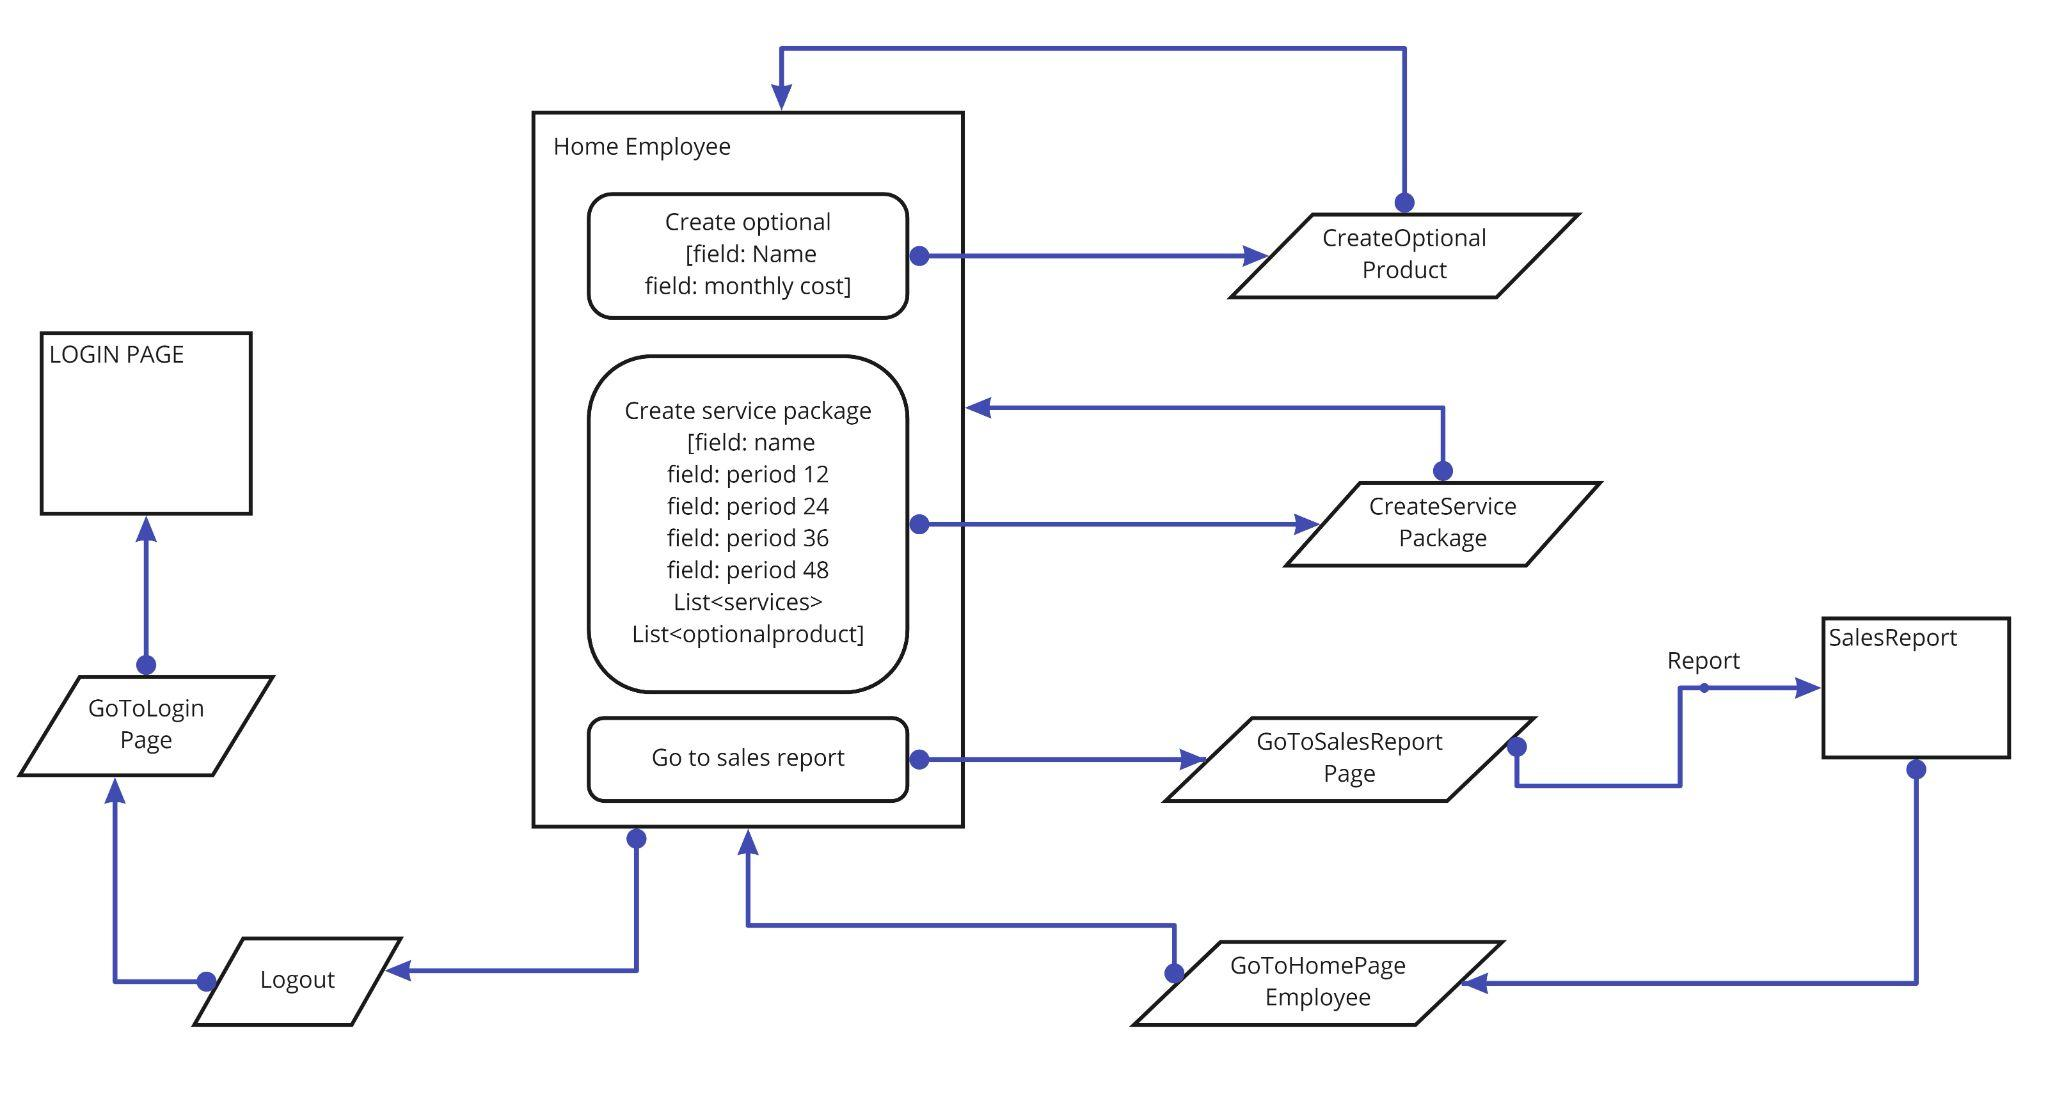 Home Employee
Create optional
[field: Name
field: monthly cost]
CreateOptional
Product
LOGIN PAGE
Create service package
[field: name
field: period 12
field: period 24
field: period 36
field: period 48
List<services>
List<optionalproduct]
CreateService
Package
SalesReport
Report
GoToLogin
Page
Go to sales report
GoToSalesReport
Page
Logout
GoToHomePage
Employee